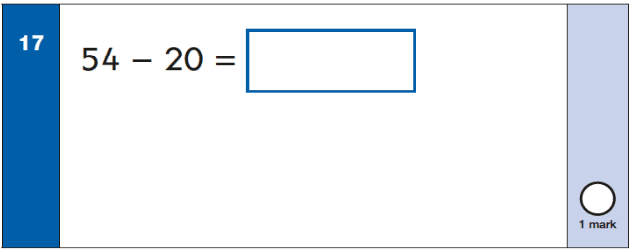 17
54 – 20 =
1 mark